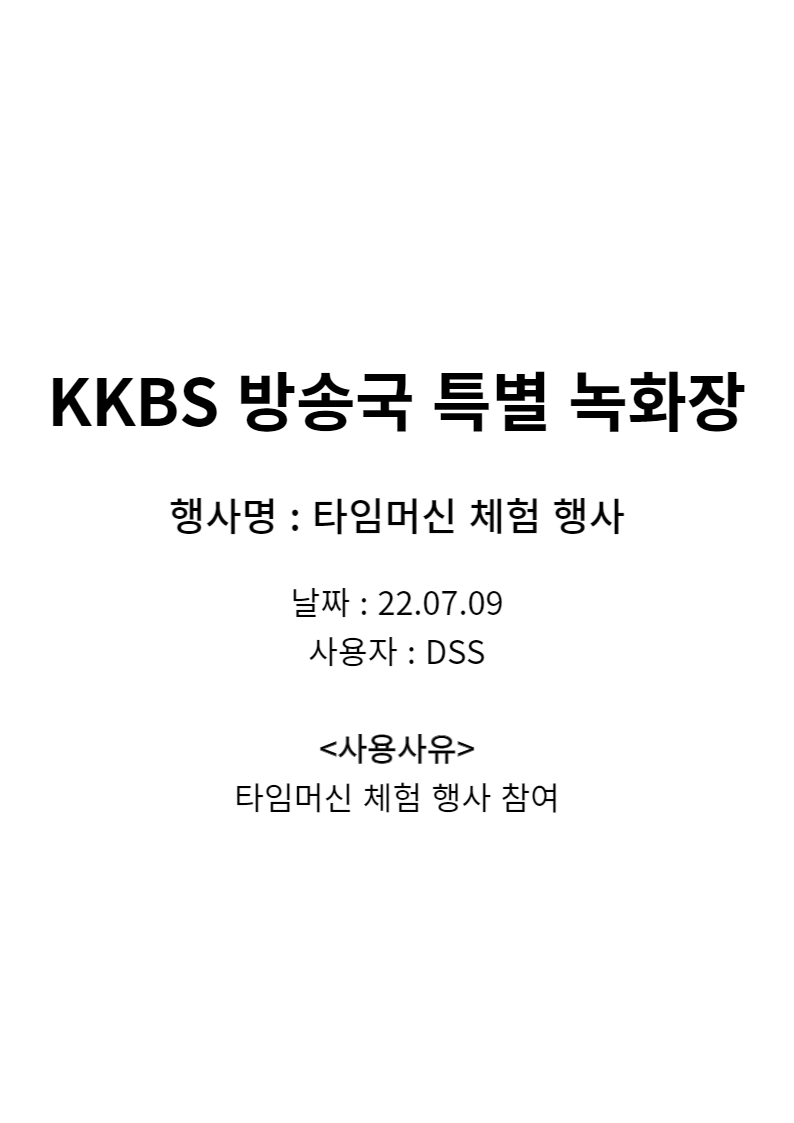 KKBS 방송국 특별 녹화장
행사명 : 타임머신 체험 행사
날짜 : 22.07.09
사용자 : DSS
<사용사유>
타임머신 체험 행사 참여